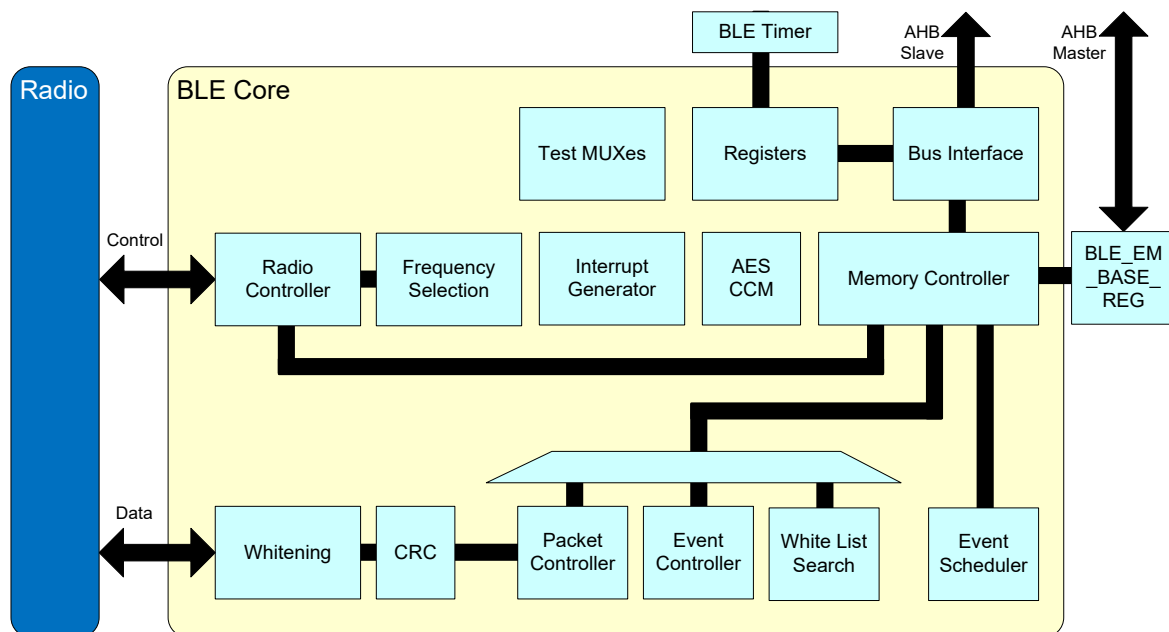 BLE Timer
AHB
Slave
AHB
Master
Radio
BLE Core
Test MUXes
Registers
Bus Interface
Control
Radio
Controller
Frequency
Selection
Interrupt
Generator
AES
CCM
Memory Controller
BLE_EM
_BASE_
REG
Data
Whitening
CRC
Packet
Controller
Event
Controller
White List
Search
Event
Scheduler